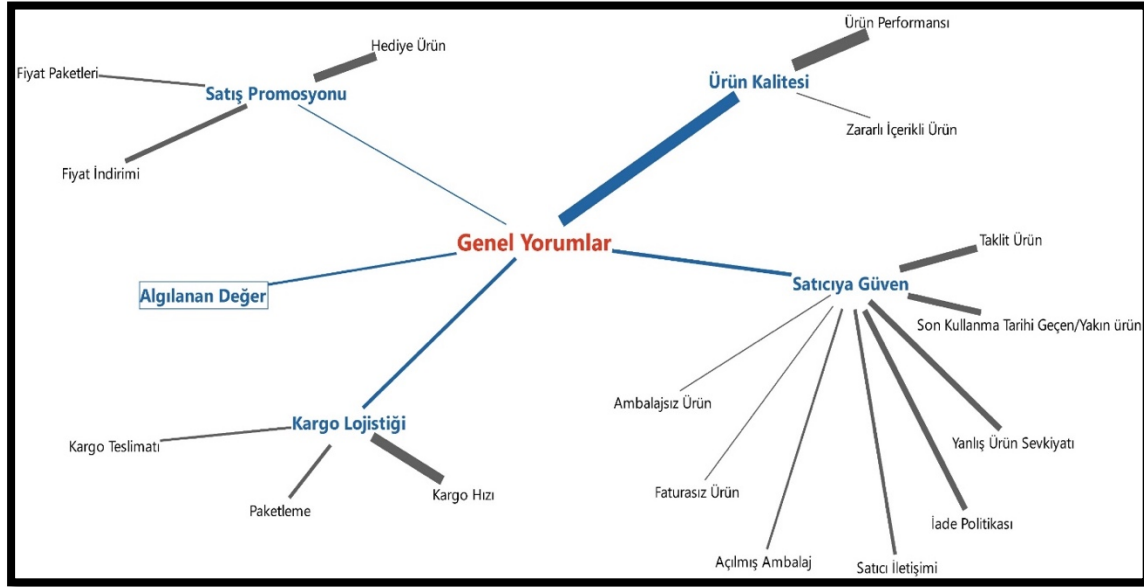 Ürün Performansı
Hediye Ürün
Fiyat Paketleri
Satış Promosyonu
Ürün Kalitesi
Zararlı İçerikli Ürün
Fiyat İndirimi
Genel Yorumlar
Taklit Ürün
Algılanan Değer
Satıcıya Güven
Son Kullanma Tarihi Geçen/Yakın ürün
Ambalajsız Ürün
Kargo Lojistiği
Kargo Teslimatı
Yanlış Ürün Sevkiyatı
Kargo Hızı
Faturasız Ürün
Paketleme
İade Politikası
Açılmış Ambalaj
Satıcı İletişimi